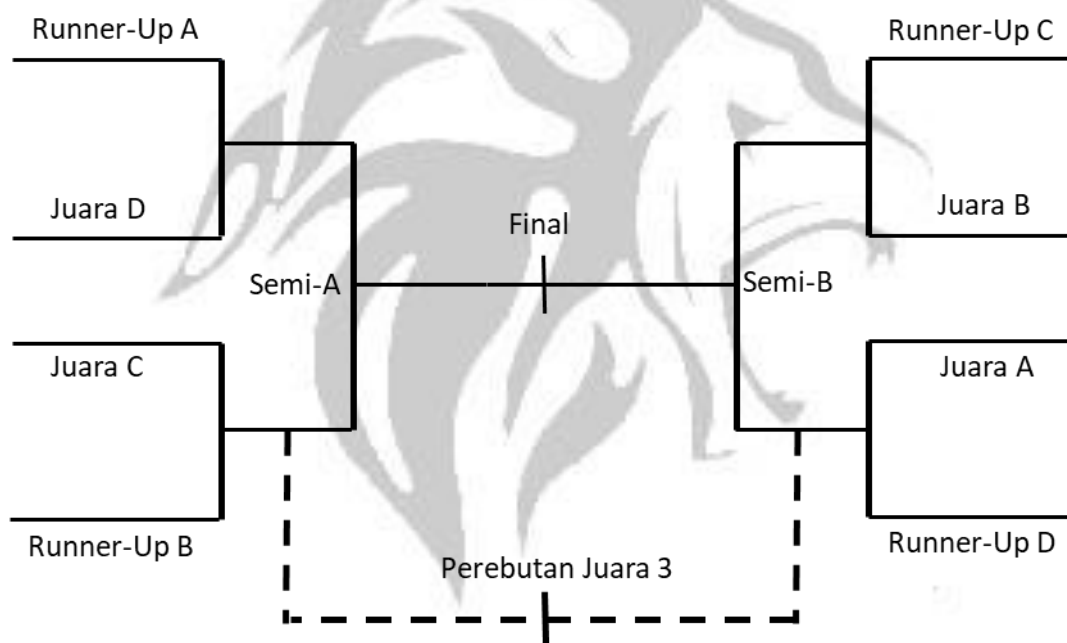 Runner-Up A
Runner-Up C
Juara D
Juara B
Final
Semi-A
Semi-B
Juara C
Juara A
Runner-Up B
Runner-Up D
Perebutan Juara 3